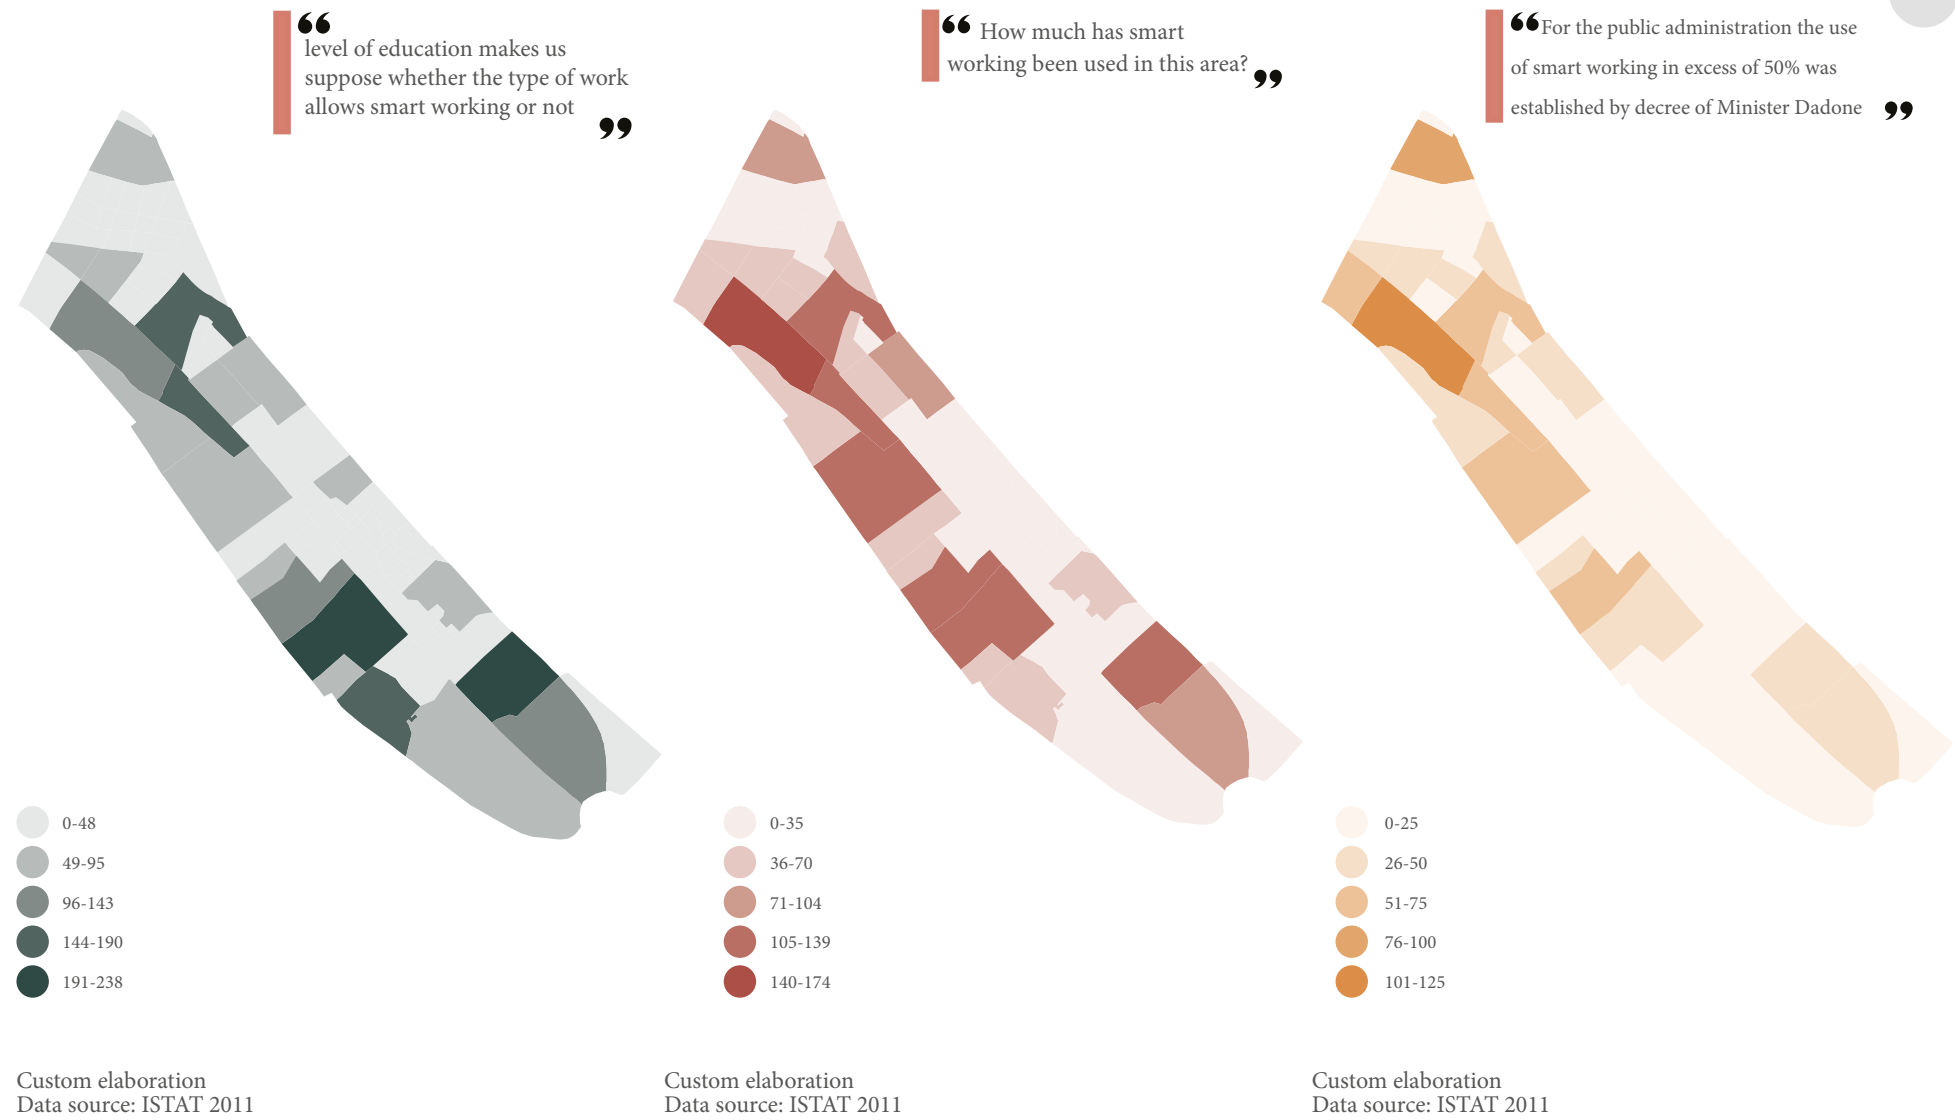 “
level of education makes us
suppose whether the type of work
allows smart working or not
”
“ How much has smart
working been used in this area? ”
“For the public administration the use
of smart working in excess of 50% was
established by decree of Minister Dadone ”
0-48
49-95
96-143
144-190
191-238
Custom elaboration
Data source: ISTAT 2011
0-35
36-70
71-104
105-139
140-174
Custom elaboration
Data source: ISTAT 2011
0-25
26-50
51-75
76-100
101-125
Custom elaboration
Data source: ISTAT 2011